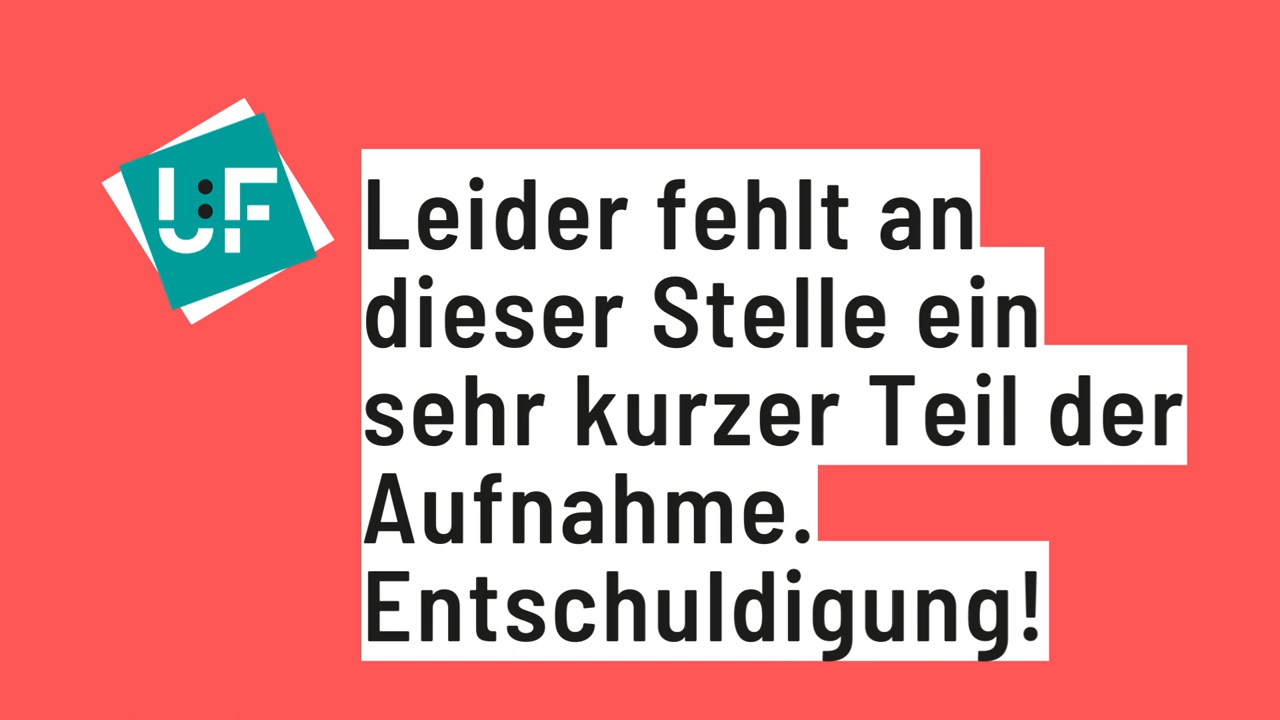 U:F
Leider fehlt an
dieser Stelle ein
sehr kurzer Teil der
Aufnahme.
Entschuldigung!